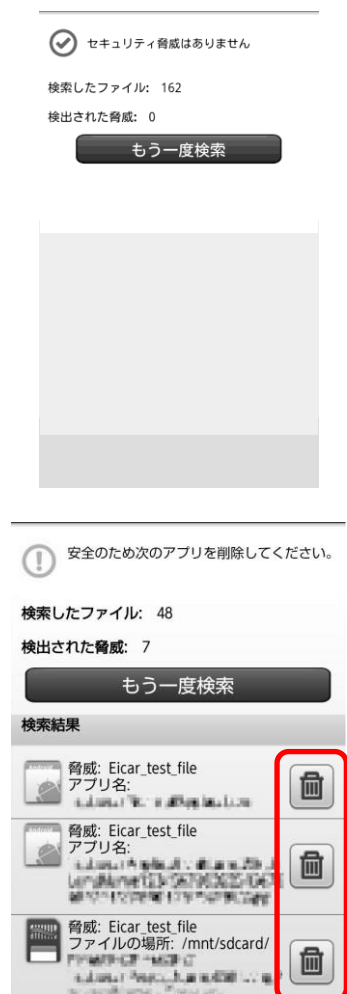 セキュリティ脅威はありません
検索したファイル: 162
検出された脅威: 0
もう一度検索
安全のため次のアプリを削除してください。
検索したファイル: 48
検出された脅威: 7
もう一度検索
検索結果
脅威: Eicar_test_file
アプリ名:
脅威: Eicar_test_file
アプリ名:
脅威: Eicar_test_file
ファイルの場所: /mnt/sdcard/